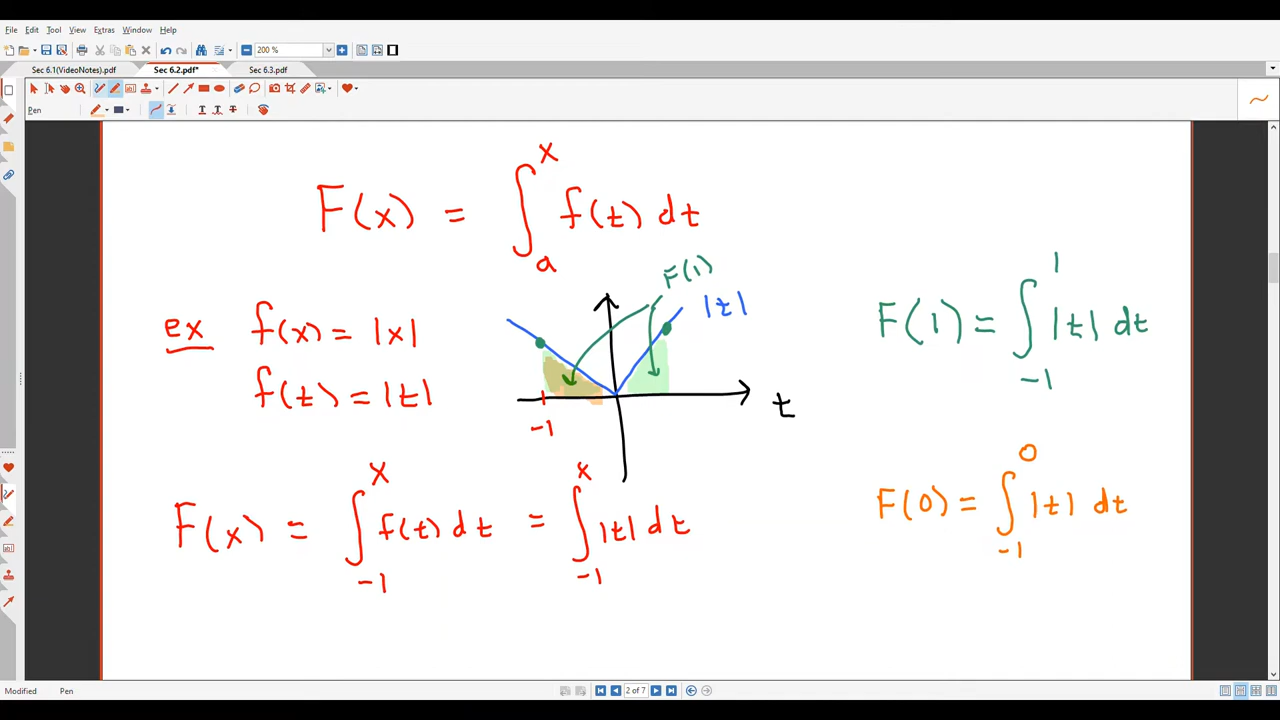 File Edit Tool View Extras Window Help
200 %
Sec 6.1(VideoNotes).pdf Sec 6.2.pdf* Sec 6.3.pdf
Pen
F(x) = ∫_a^x f(t) dt
F(1)
|t|
ex f(x) = |x|
F(1) = ∫_{-1}^1 |t| dt
f(t) = |t|
t
-1
F(x) = ∫_{-1}^x f(t) dt = ∫_{-1}^x |t| dt
F(0) = ∫_{-1}^0 |t| dt
Modified Pen 2 of 7